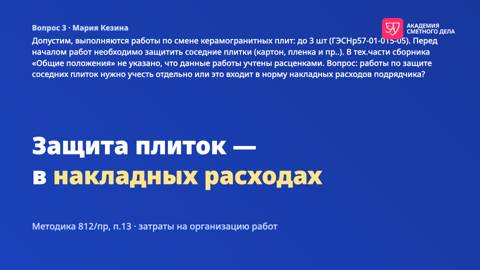 Вопрос 3 · Мария Кезина
АКАДЕМИЯ
СМЕТНОГО ДЕЛА
Допустим, выполняются работы по смене керамогранитных плит: до 3 шт (ГЭСНр57-01-015-05). Перед
началом работ необходимо защитить соседние плитки (картон, пленка и пр..). В тех.части сборника
«Общие положения» не указано, что данные работы учтены расценками. Вопрос: работы по защите
соседних плиток нужно учесть отдельно или это входит в норму накладных расходов подрядчика?
Защита плиток —
в накладных расходах
Методика 812/пр, п.13 · затраты на организацию работ